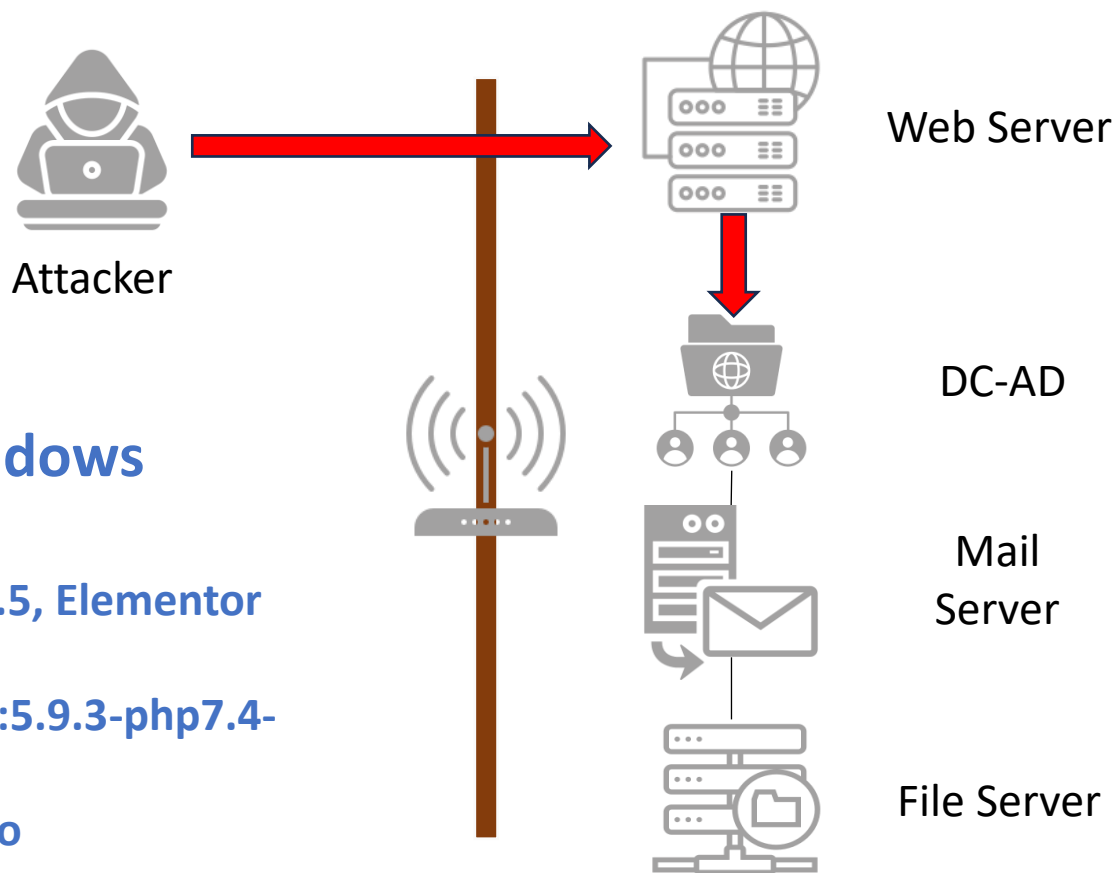 Web Server
Attacker
DC-AD
dows
.5, Elementor
Mail
Server
:5.9.3-php7.4-
File Server
o